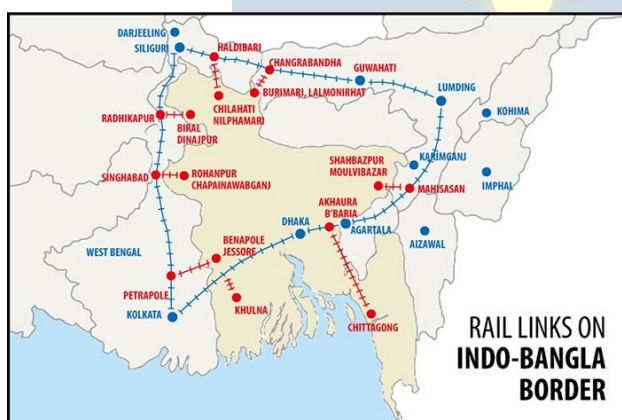 DARJEELING
SILIGURI
HALDIBARI
CHANGRABANDHA
GUWAHATI
BURIMARI, LALMONIRHAT
LUMDING
CHILAHATI
NILPHAMARI
KOHIMA
RADHIKAPUR
BIRAL
DINAJPUR
SHAHBAZPUR
MOULVIBAZAR
KARIMGANJ
SINGHABAD
ROHANPUR
CHAPAINAWABGANJ
MAHISASAN
IMPHAL
AKHAURA
B'BARIA
DHAKA
AGARTALA
AIZAWAL
WEST BENGAL
BENAPOLE
JESSORE
PETRAPOLE
KHULNA
KOLKATA
CHITTAGONG
RAIL LINKS ON
INDO-BANGLA
BORDER